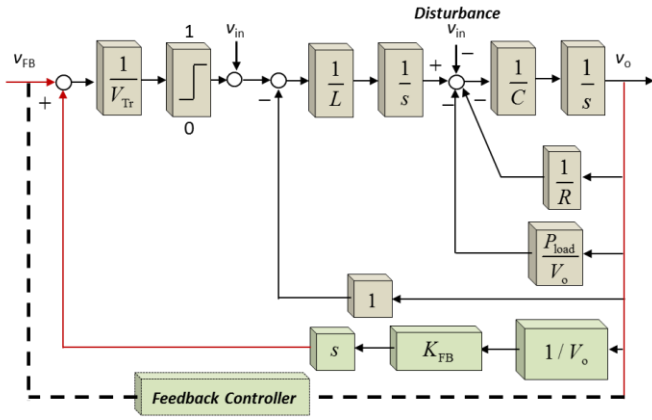 Disturbance
1
v_in
v_in
−
v_FB
1/V_Tr
1/L
1/s
+
1/C
1/s
v_o
+
−
−
−
0
1/R
P_load/V_o
1
s
K_FB
1/V_o
Feedback Controller